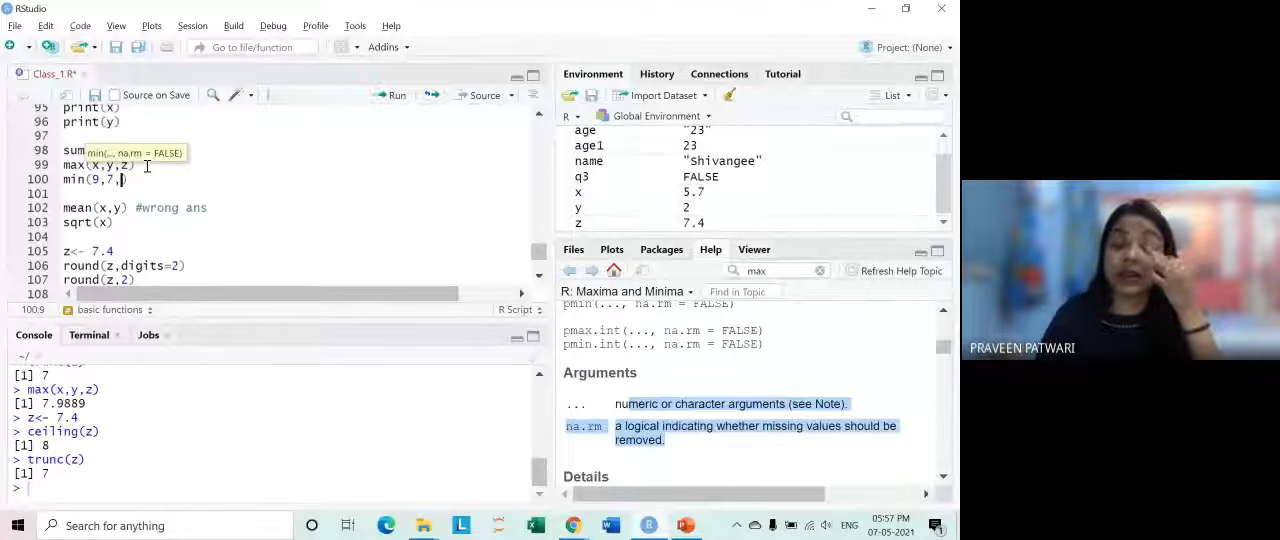 RStudio
File Edit Code View Plots Session Build Debug Profile Tools Help
Go to file/function
Addins
Project: (None)
Class_1.R*
Source on Save
Run
Source
95 print(x)
96 print(y)
97
98 sum
min(..., na.rm = FALSE)
99 max(x,y,z)
100 min(9,7,)
101
102 mean(x,y) #wrong ans
103 sqrt(x)
104
105 z<- 7.4
106 round(z,digits=2)
107 round(z,2)
108
100:9
basic functions
R Script
Console Terminal Jobs
~/
[1] 7
> max(x,y,z)
[1] 7.9889
> z<- 7.4
> ceiling(z)
[1] 8
> trunc(z)
[1] 7
>
Environment History Connections Tutorial
Import Dataset
List
R
Global Environment
age "23"
age1 23
name "Shivangee"
q3 FALSE
x 5.7
y 2
z 7.4
Files Plots Packages Help Viewer
max
Refresh Help Topic
R: Maxima and Minima
Find in Topic
pmin(..., na.rm = FALSE)
pmax.int(..., na.rm = FALSE)
pmin.int(..., na.rm = FALSE)
Arguments
... numeric or character arguments (see Note).
na.rm a logical indicating whether missing values should be
removed.
Details
PRAVEEN PATWARI
Search for anything
ENG
05:57 PM
07-05-2021